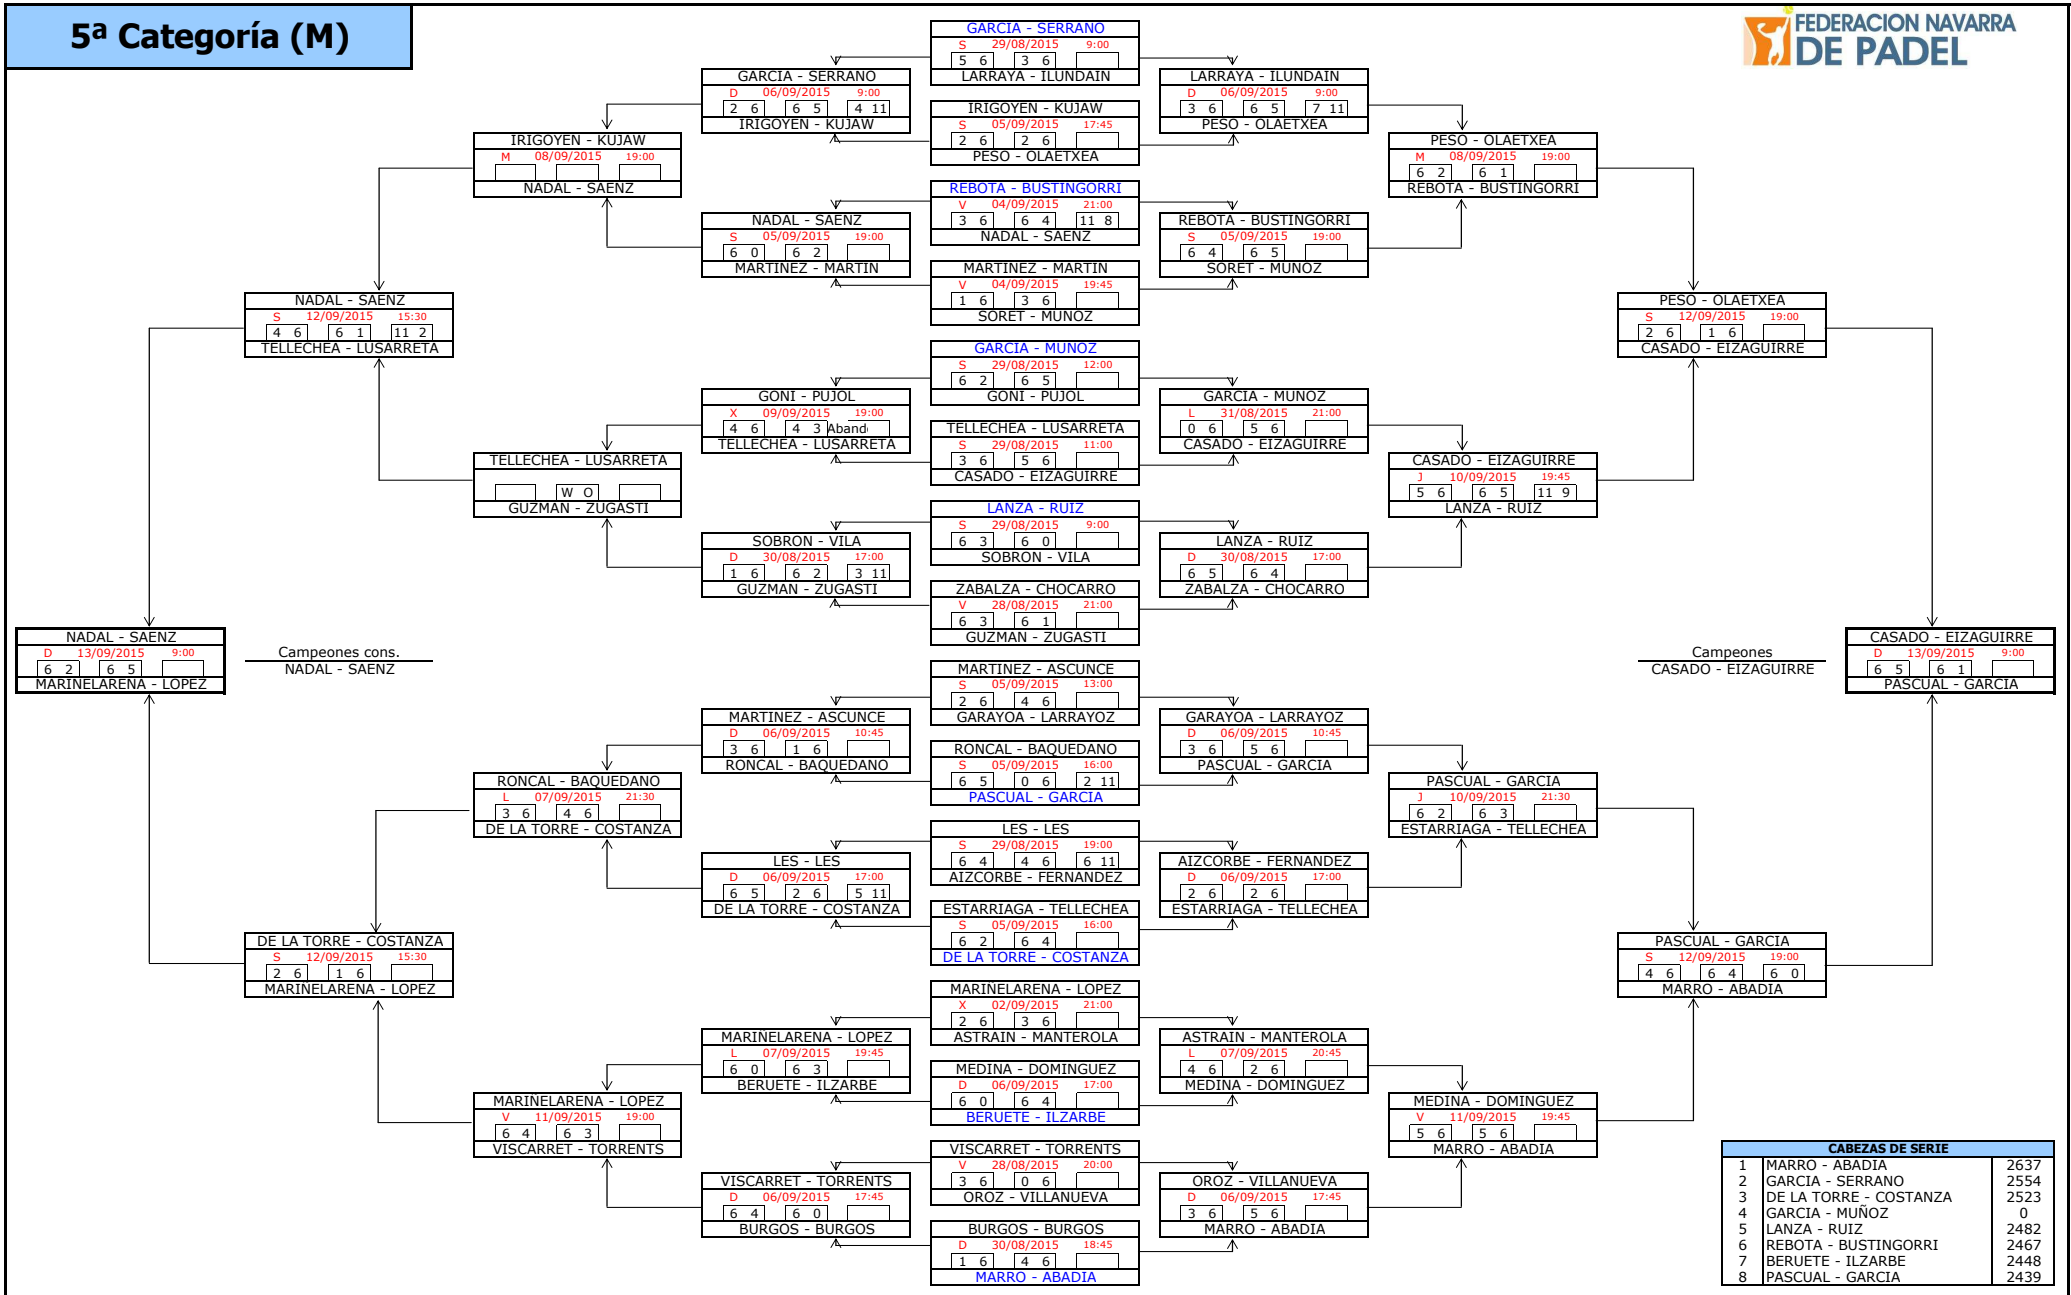 5ª Categoría (M)
FEDERACION NAVARRA
DE PADEL
NADAL - SAENZ
D 13/09/2015 9:00
6 2 6 5
MARIÑELARENA - LOPEZ
Campeones cons.
NADAL - SAENZ
NADAL - SAENZ
S 12/09/2015 15:30
4 6 6 1 11 2
TELLECHEA - LUSARRETA
DE LA TORRE - COSTANZA
S 12/09/2015 15:30
2 6 1 6
MARIÑELARENA - LOPEZ
IRIGOYEN - KUJAW
M 08/09/2015 19:00
NADAL - SAENZ
TELLECHEA - LUSARRETA
W O
GUZMAN - ZUGASTI
RONCAL - BAQUEDANO
L 07/09/2015 21:30
3 6 4 6
DE LA TORRE - COSTANZA
MARIÑELARENA - LOPEZ
V 11/09/2015 19:00
6 4 6 3
VISCARRET - TORRENTS
GARCIA - SERRANO
D 06/09/2015 9:00
2 6 6 5 4 11
IRIGOYEN - KUJAW
NADAL - SAENZ
S 05/09/2015 19:00
6 0 6 2
MARTINEZ - MARTIN
GOÑI - PUJOL
X 09/09/2015 19:00
4 6 4 3 Aband
TELLECHEA - LUSARRETA
SOBRON - VILA
D 30/08/2015 17:00
1 6 6 2 3 11
GUZMAN - ZUGASTI
MARTINEZ - ASCUNCE
D 06/09/2015 10:45
3 6 1 6
RONCAL - BAQUEDANO
LES - LES
D 06/09/2015 17:00
6 5 2 6 5 11
DE LA TORRE - COSTANZA
MARIÑELARENA - LOPEZ
L 07/09/2015 19:45
6 0 6 3
BERUETE - ILZARBE
VISCARRET - TORRENTS
D 06/09/2015 17:45
6 4 6 0
BURGOS - BURGOS
GARCIA - SERRANO
S 29/08/2015 9:00
5 6 3 6
LARRAYA - ILUNDAIN
IRIGOYEN - KUJAW
S 05/09/2015 17:45
2 6 2 6
PESO - OLAETXEA
REBOTA - BUSTINGORRI
V 04/09/2015 21:00
3 6 6 4 11 8
NADAL - SAENZ
MARTINEZ - MARTIN
V 04/09/2015 19:45
1 6 3 6
SORET - MUÑOZ
GARCIA - MUÑOZ
S 29/08/2015 12:00
6 2 6 5
GOÑI - PUJOL
TELLECHEA - LUSARRETA
S 29/08/2015 11:00
3 6 5 6
CASADO - EIZAGUIRRE
LANZA - RUIZ
S 29/08/2015 9:00
6 3 6 0
SOBRON - VILA
ZABALZA - CHOCARRO
V 28/08/2015 21:00
6 3 6 1
GUZMAN - ZUGASTI
MARTINEZ - ASCUNCE
S 05/09/2015 13:00
2 6 4 6
GARAYOA - LARRAYOZ
RONCAL - BAQUEDANO
S 05/09/2015 16:00
6 5 0 6 2 11
PASCUAL - GARCIA
LES - LES
S 29/08/2015 19:00
6 4 4 6 6 11
AIZCORBE - FERNANDEZ
ESTARRIAGA - TELLECHEA
S 05/09/2015 16:00
6 2 6 4
DE LA TORRE - COSTANZA
MARIÑELARENA - LOPEZ
X 02/09/2015 21:00
2 6 3 6
ASTRAIN - MANTEROLA
MEDINA - DOMINGUEZ
D 06/09/2015 17:00
6 0 6 4
BERUETE - ILZARBE
VISCARRET - TORRENTS
V 28/08/2015 20:00
3 6 0 6
OROZ - VILLANUEVA
BURGOS - BURGOS
D 30/08/2015 18:45
1 6 4 6
MARRO - ABADIA
LARRAYA - ILUNDAIN
D 06/09/2015 9:00
3 6 6 5 7 11
PESO - OLAETXEA
REBOTA - BUSTINGORRI
S 05/09/2015 19:00
6 4 6 5
SORET - MUÑOZ
GARCIA - MUÑOZ
L 31/08/2015 21:00
0 6 5 6
CASADO - EIZAGUIRRE
LANZA - RUIZ
D 30/08/2015 17:00
6 5 6 4
ZABALZA - CHOCARRO
GARAYOA - LARRAYOZ
D 06/09/2015 10:45
3 6 5 6
PASCUAL - GARCIA
AIZCORBE - FERNANDEZ
D 06/09/2015 17:00
2 6 2 6
ESTARRIAGA - TELLECHEA
ASTRAIN - MANTEROLA
L 07/09/2015 20:45
4 6 2 6
MEDINA - DOMINGUEZ
OROZ - VILLANUEVA
D 06/09/2015 17:45
3 6 5 6
MARRO - ABADIA
PESO - OLAETXEA
M 08/09/2015 19:00
6 2 6 1
REBOTA - BUSTINGORRI
CASADO - EIZAGUIRRE
J 10/09/2015 19:45
5 6 6 5 11 9
LANZA - RUIZ
PASCUAL - GARCIA
J 10/09/2015 21:30
6 2 6 3
ESTARRIAGA - TELLECHEA
MEDINA - DOMINGUEZ
V 11/09/2015 19:45
5 6 5 6
MARRO - ABADIA
PESO - OLAETXEA
S 12/09/2015 19:00
2 6 1 6
CASADO - EIZAGUIRRE
PASCUAL - GARCIA
S 12/09/2015 19:00
4 6 6 4 6 0
MARRO - ABADIA
Campeones
CASADO - EIZAGUIRRE
CASADO - EIZAGUIRRE
D 13/09/2015 9:00
6 5 6 1
PASCUAL - GARCIA
CABEZAS DE SERIE
1 MARRO - ABADIA 2637
2 GARCIA - SERRANO 2554
3 DE LA TORRE - COSTANZA 2523
4 GARCIA - MUÑOZ 0
5 LANZA - RUIZ 2482
6 REBOTA - BUSTINGORRI 2467
7 BERUETE - ILZARBE 2448
8 PASCUAL - GARCIA 2439